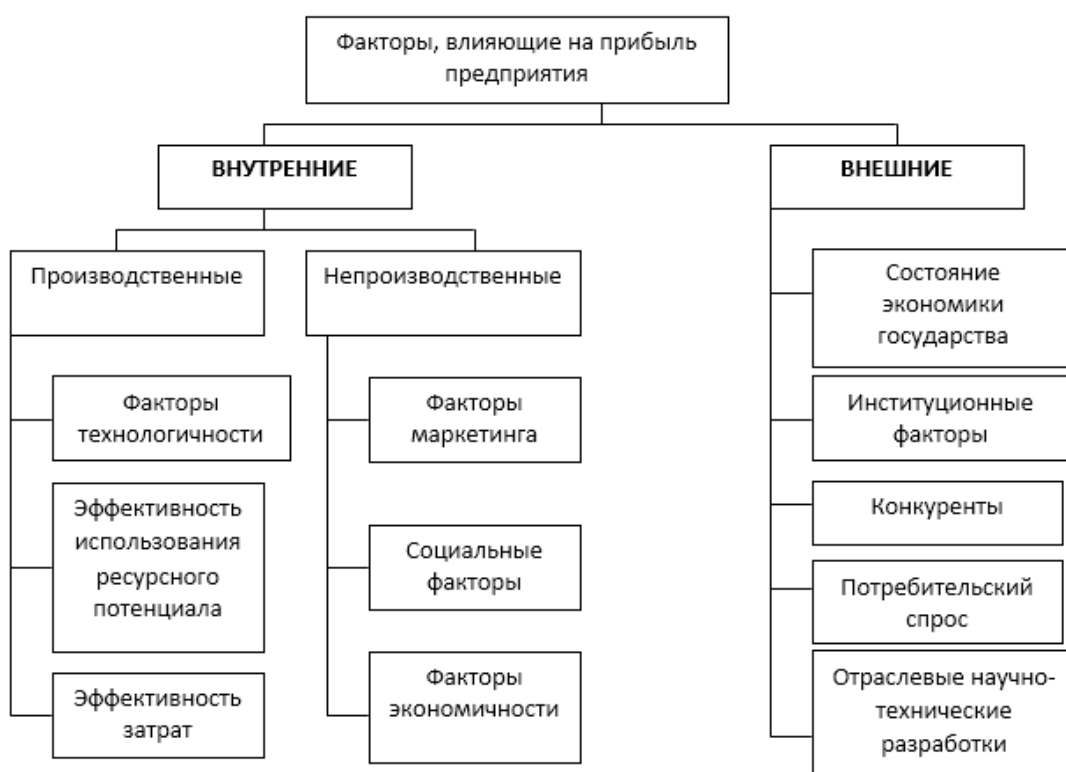 Факторы, влияющие на прибыль
предприятия
ВНУТРЕННИЕ
ВНЕШНИЕ
Производственные
Непроизводственные
Факторы
технологичности
Эффективность
использования
ресурсного
потенциала
Эффективность
затрат
Факторы
маркетинга
Социальные
факторы
Факторы
экономичности
Состояние
экономики
государства
Институционные
факторы
Конкуренты
Потребительский
спрос
Отраслевые научно-
технические
разработки